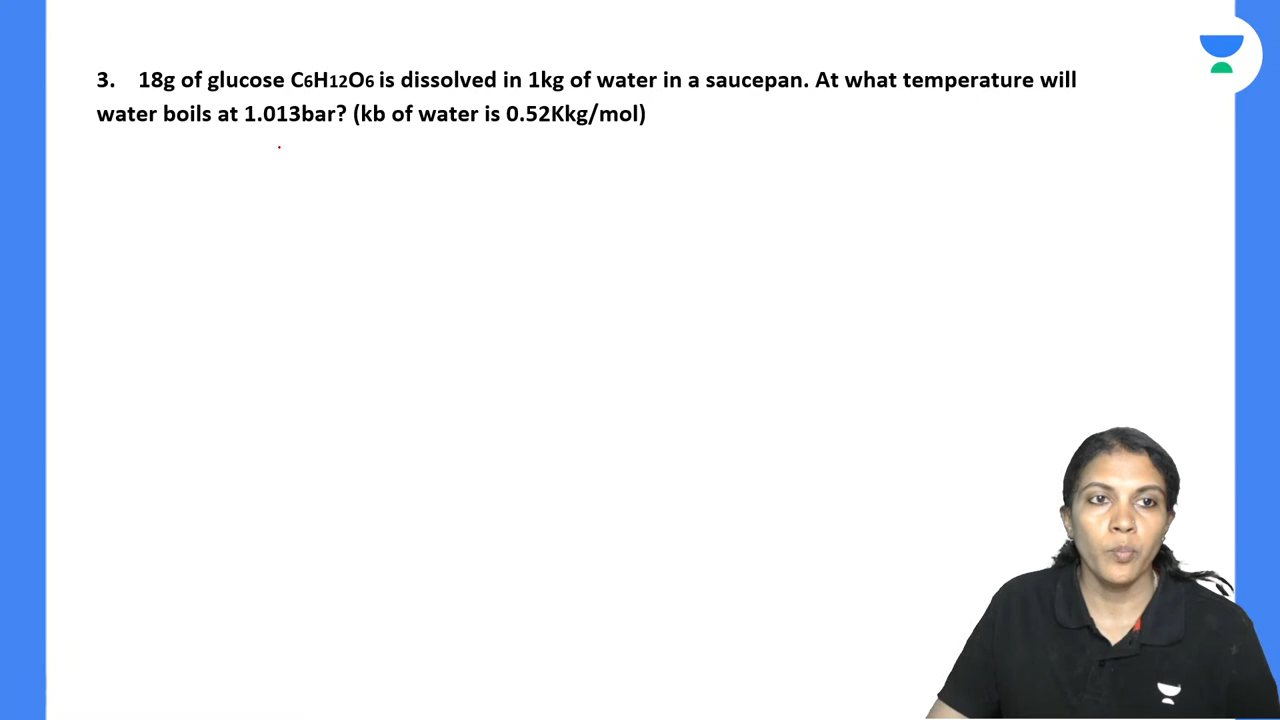 3. 18g of glucose C6H12O6 is dissolved in 1kg of water in a saucepan. At what temperature will
water boils at 1.013bar? (kb of water is 0.52Kkg/mol)